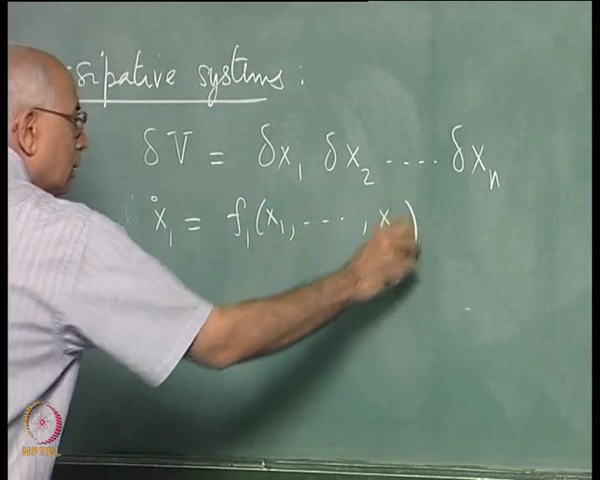 sipative systems :
δV = δx₁ δx₂ .... δxₙ
ẋ₁ = f₁(x₁, ..., x )
NPTEL